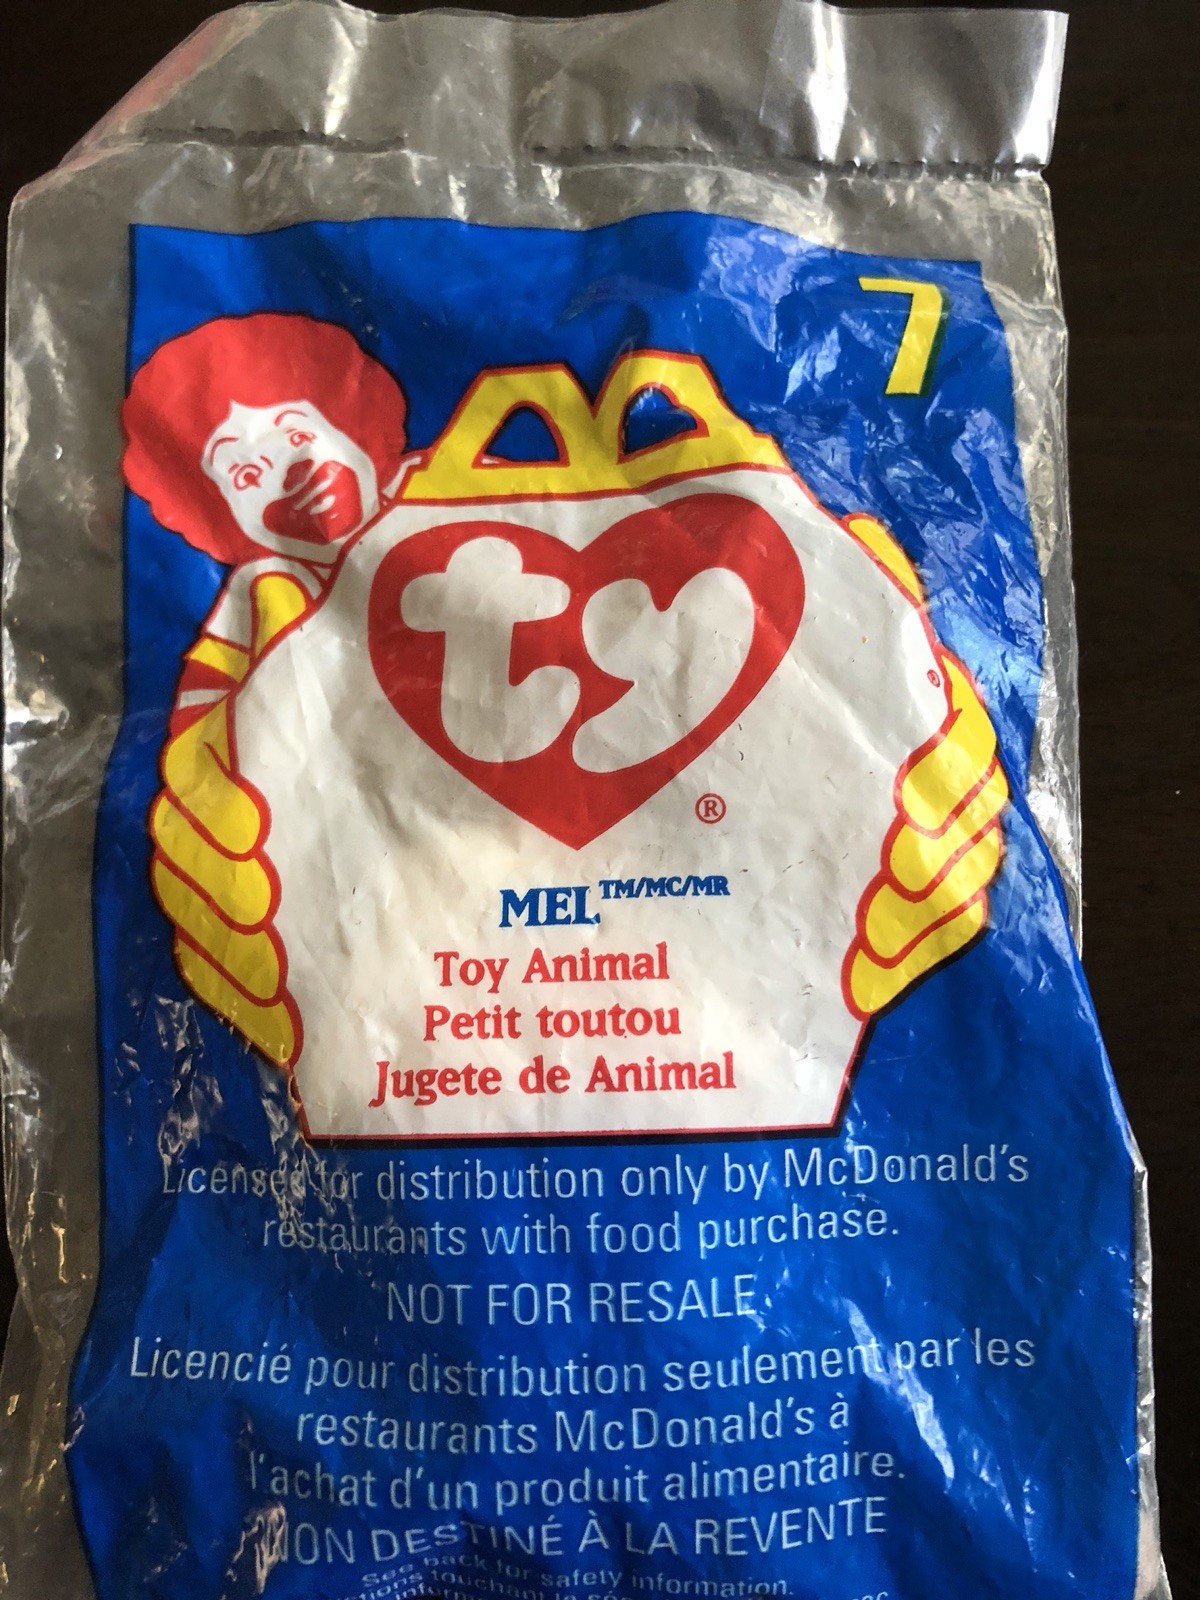 7
ty
®
®
MEL TM/MC/MR
Toy Animal
Petit toutou
Jugete de Animal
Licensed for distribution only by McDonald's
restaurants with food purchase.
NOT FOR RESALE.
Licencié pour distribution seulement par les
restaurants McDonald's à
l'achat d'un produit alimentaire.
NON DESTINÉ À LA REVENTE
See back for safety information.
touchant la